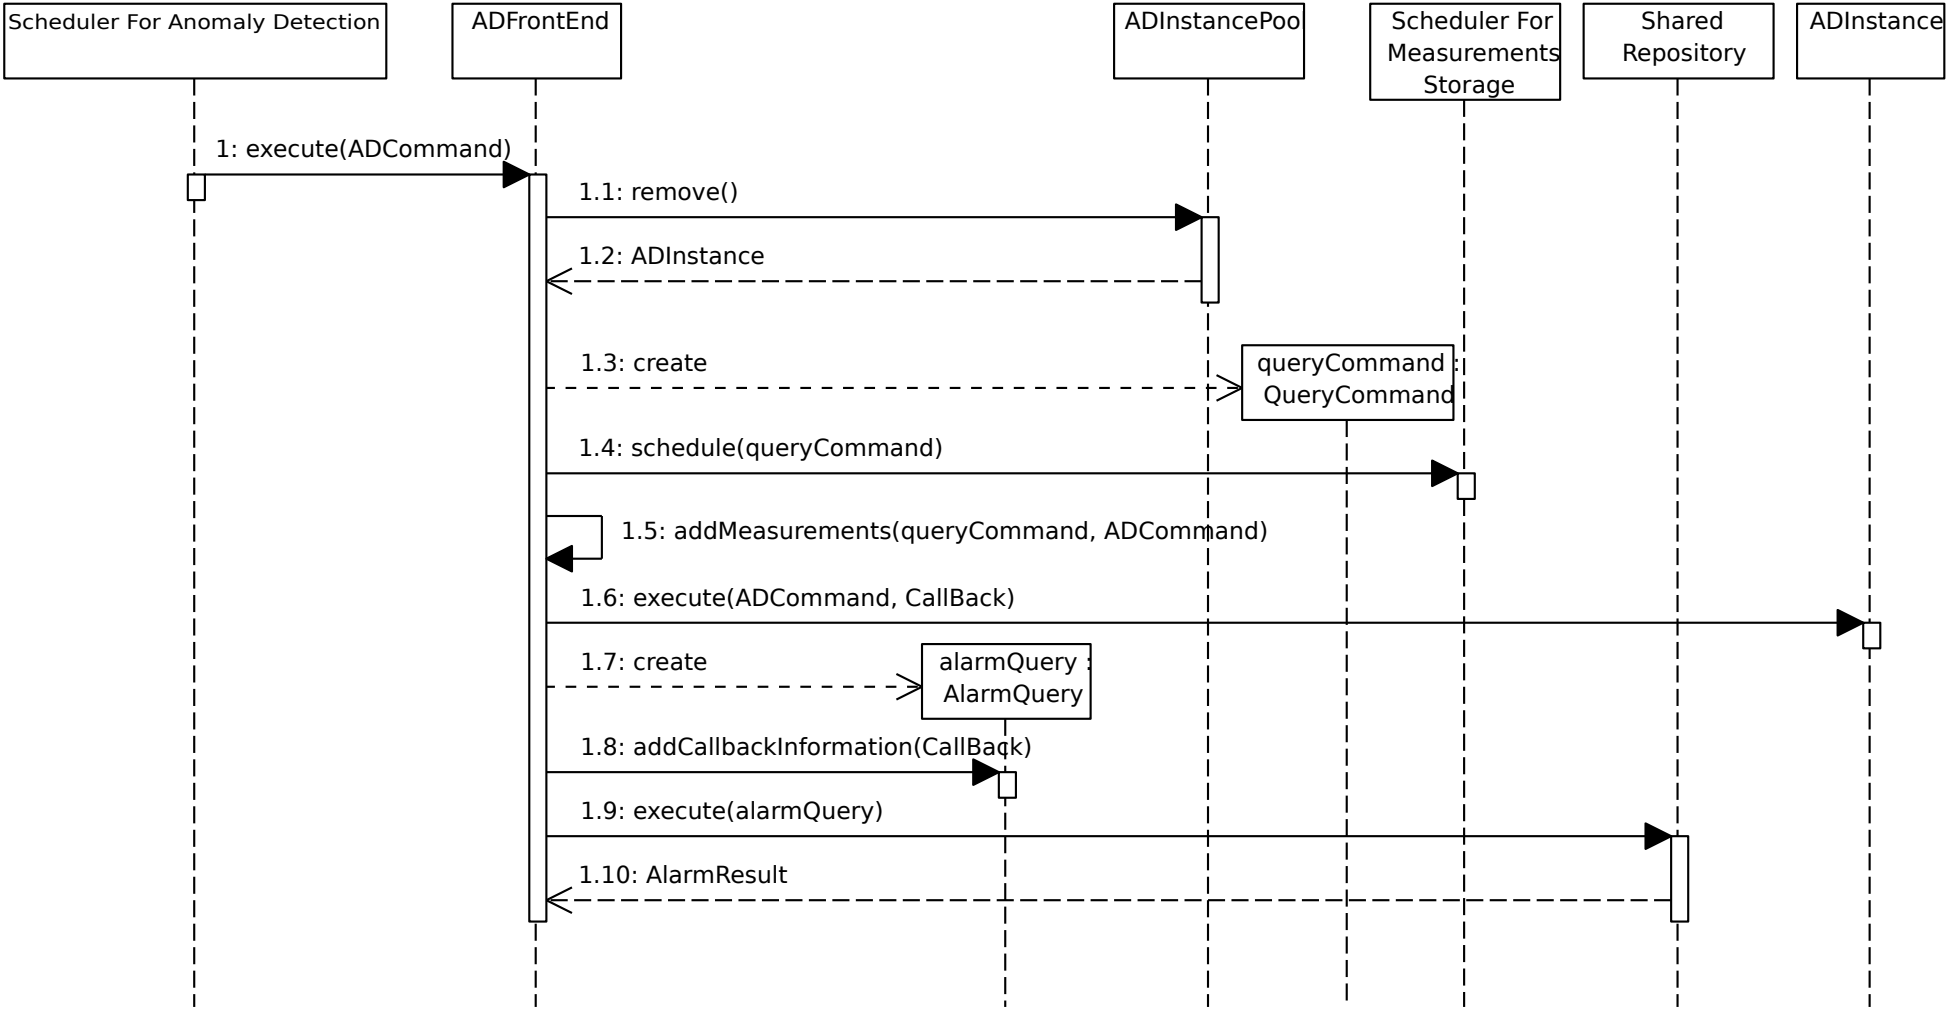 Scheduler For Anomaly Detection
ADFrontEnd
ADInstancePool
Scheduler For
Measurements
Storage
Shared
Repository
ADInstance
1: execute(ADCommand)
1.1: remove()
1.2: ADInstance
1.3: create
queryCommand :
QueryCommand
1.4: schedule(queryCommand)
1.5: addMeasurements(queryCommand, ADCommand)
1.6: execute(ADCommand, CallBack)
1.7: create
alarmQuery :
AlarmQuery
1.8: addCallbackInformation(CallBack)
1.9: execute(alarmQuery)
1.10: AlarmResult